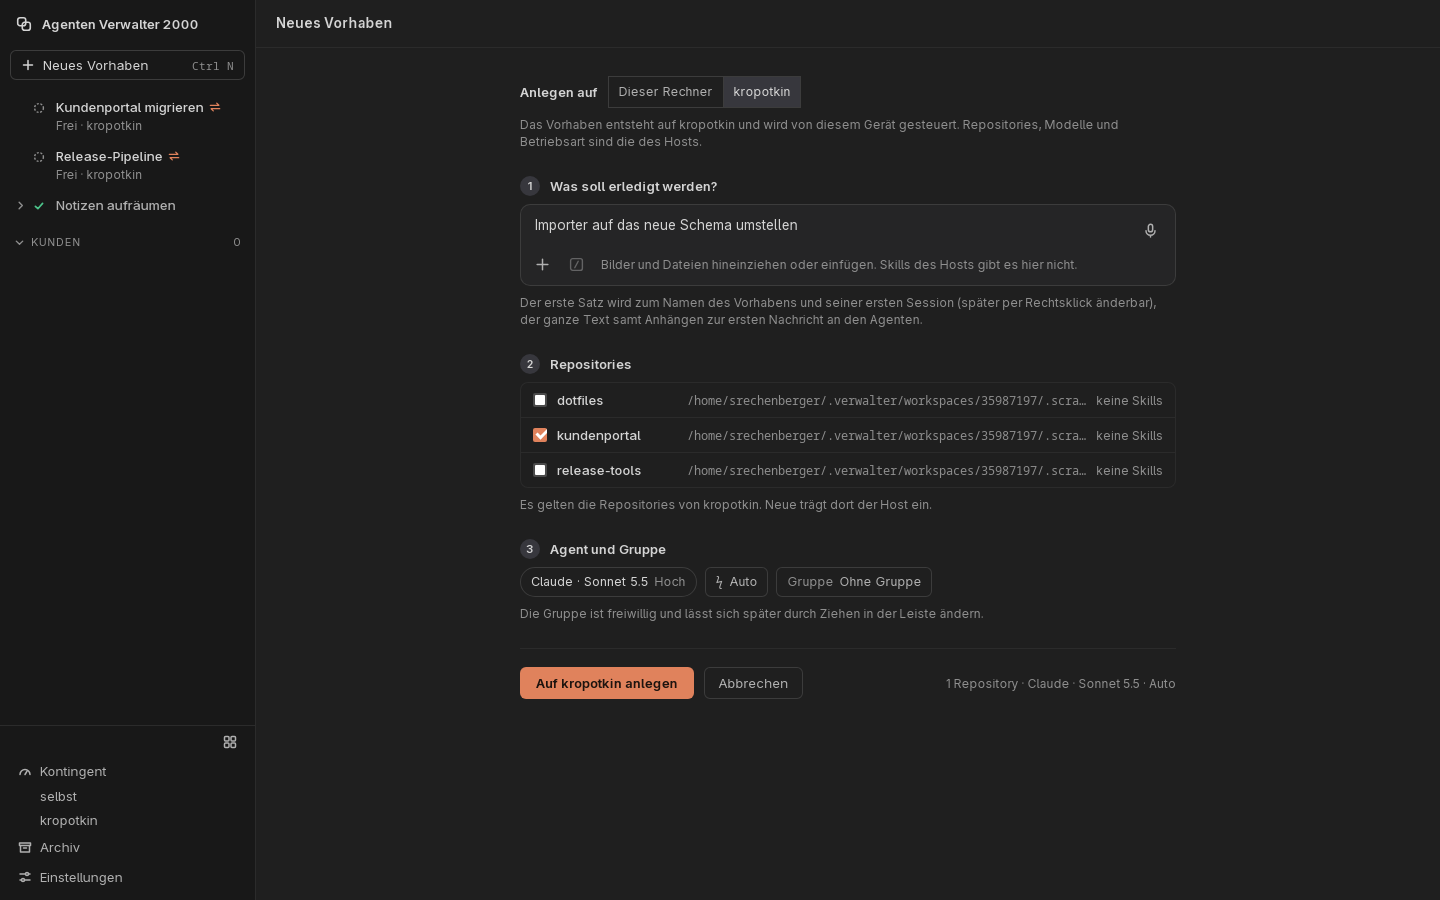 Agenten Verwalter 2000
Neues Vorhaben Ctrl N
Kundenportal migrieren
Frei · kropotkin
Release-Pipeline
Frei · kropotkin
Notizen aufräumen
KUNDEN 0
Kontingent
selbst
kropotkin
Archiv
Einstellungen
Neues Vorhaben
Anlegen auf Dieser Rechner kropotkin
Das Vorhaben entsteht auf kropotkin und wird von diesem Gerät gesteuert. Repositories, Modelle und
Betriebsart sind die des Hosts.
1 Was soll erledigt werden?
Importer auf das neue Schema umstellen
Bilder und Dateien hineinziehen oder einfügen. Skills des Hosts gibt es hier nicht.
Der erste Satz wird zum Namen des Vorhabens und seiner ersten Session (später per Rechtsklick änderbar),
der ganze Text samt Anhängen zur ersten Nachricht an den Agenten.
2 Repositories
dotfiles /home/srechenberger/.verwalter/workspaces/35987197/.scra… keine Skills
kundenportal /home/srechenberger/.verwalter/workspaces/35987197/.scra… keine Skills
release-tools /home/srechenberger/.verwalter/workspaces/35987197/.scra… keine Skills
Es gelten die Repositories von kropotkin. Neue trägt dort der Host ein.
3 Agent und Gruppe
Claude · Sonnet 5.5 Hoch Auto Gruppe Ohne Gruppe
Die Gruppe ist freiwillig und lässt sich später durch Ziehen in der Leiste ändern.
Auf kropotkin anlegen Abbrechen 1 Repository · Claude · Sonnet 5.5 · Auto